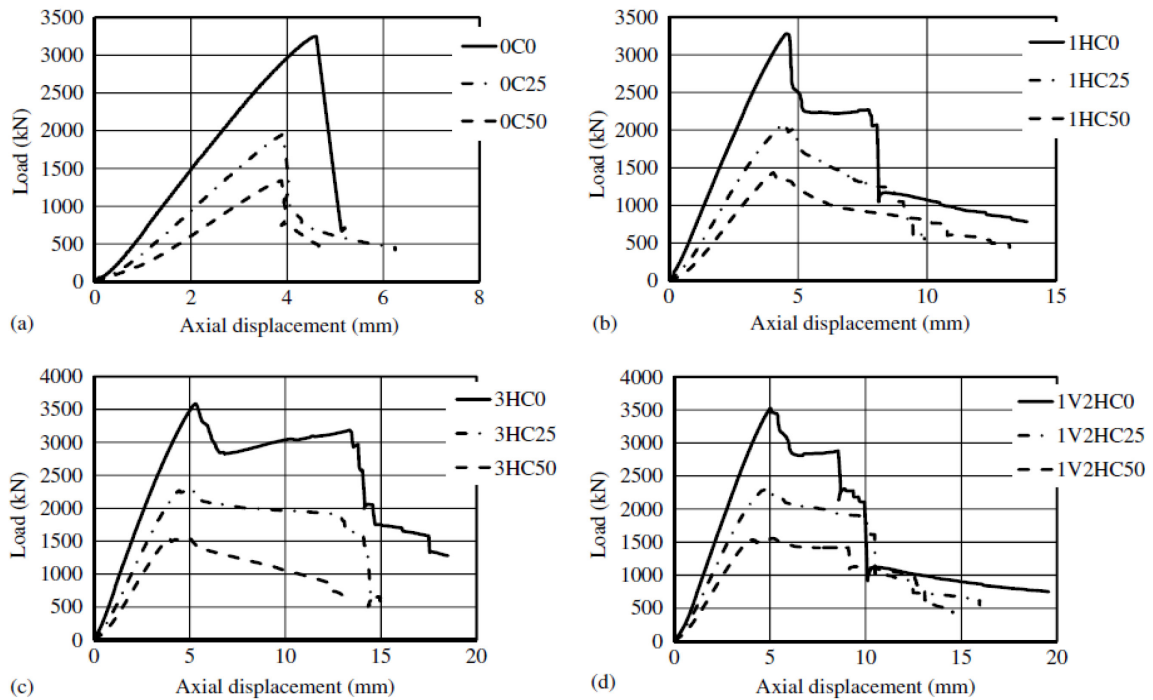 3500
3000
2500
2000
1500
1000
500
0
Load (kN)
0 2 4 6 8
Axial displacement (mm)
(a)
0C0
0C25
0C50
3500
3000
2500
2000
1500
1000
500
0
Load (kN)
0 5 10 15
Axial displacement (mm)
(b)
1HC0
1HC25
1HC50
4000
3500
3000
2500
2000
1500
1000
500
0
Load (kN)
0 5 10 15 20
Axial displacement (mm)
(c)
3HC0
3HC25
3HC50
4000
3500
3000
2500
2000
1500
1000
500
0
Load (kN)
0 5 10 15 20
Axial displacement (mm)
(d)
1V2HC0
1V2HC25
1V2HC50